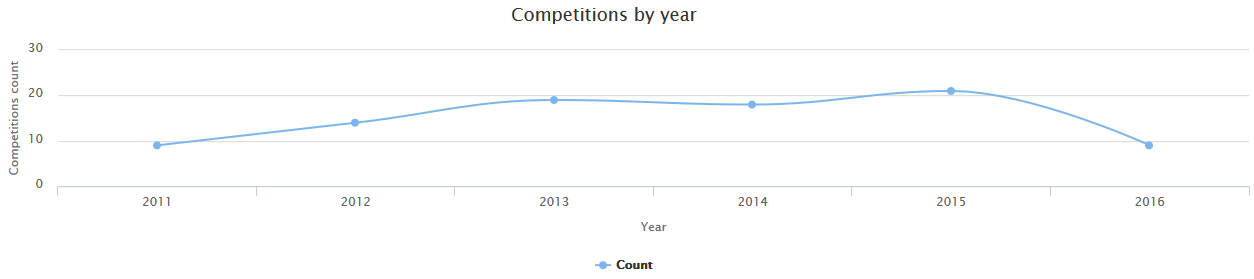 Competitions by year
Competitions count
30
20
10
0
2011 2012 2013 2014 2015 2016
Year
Count